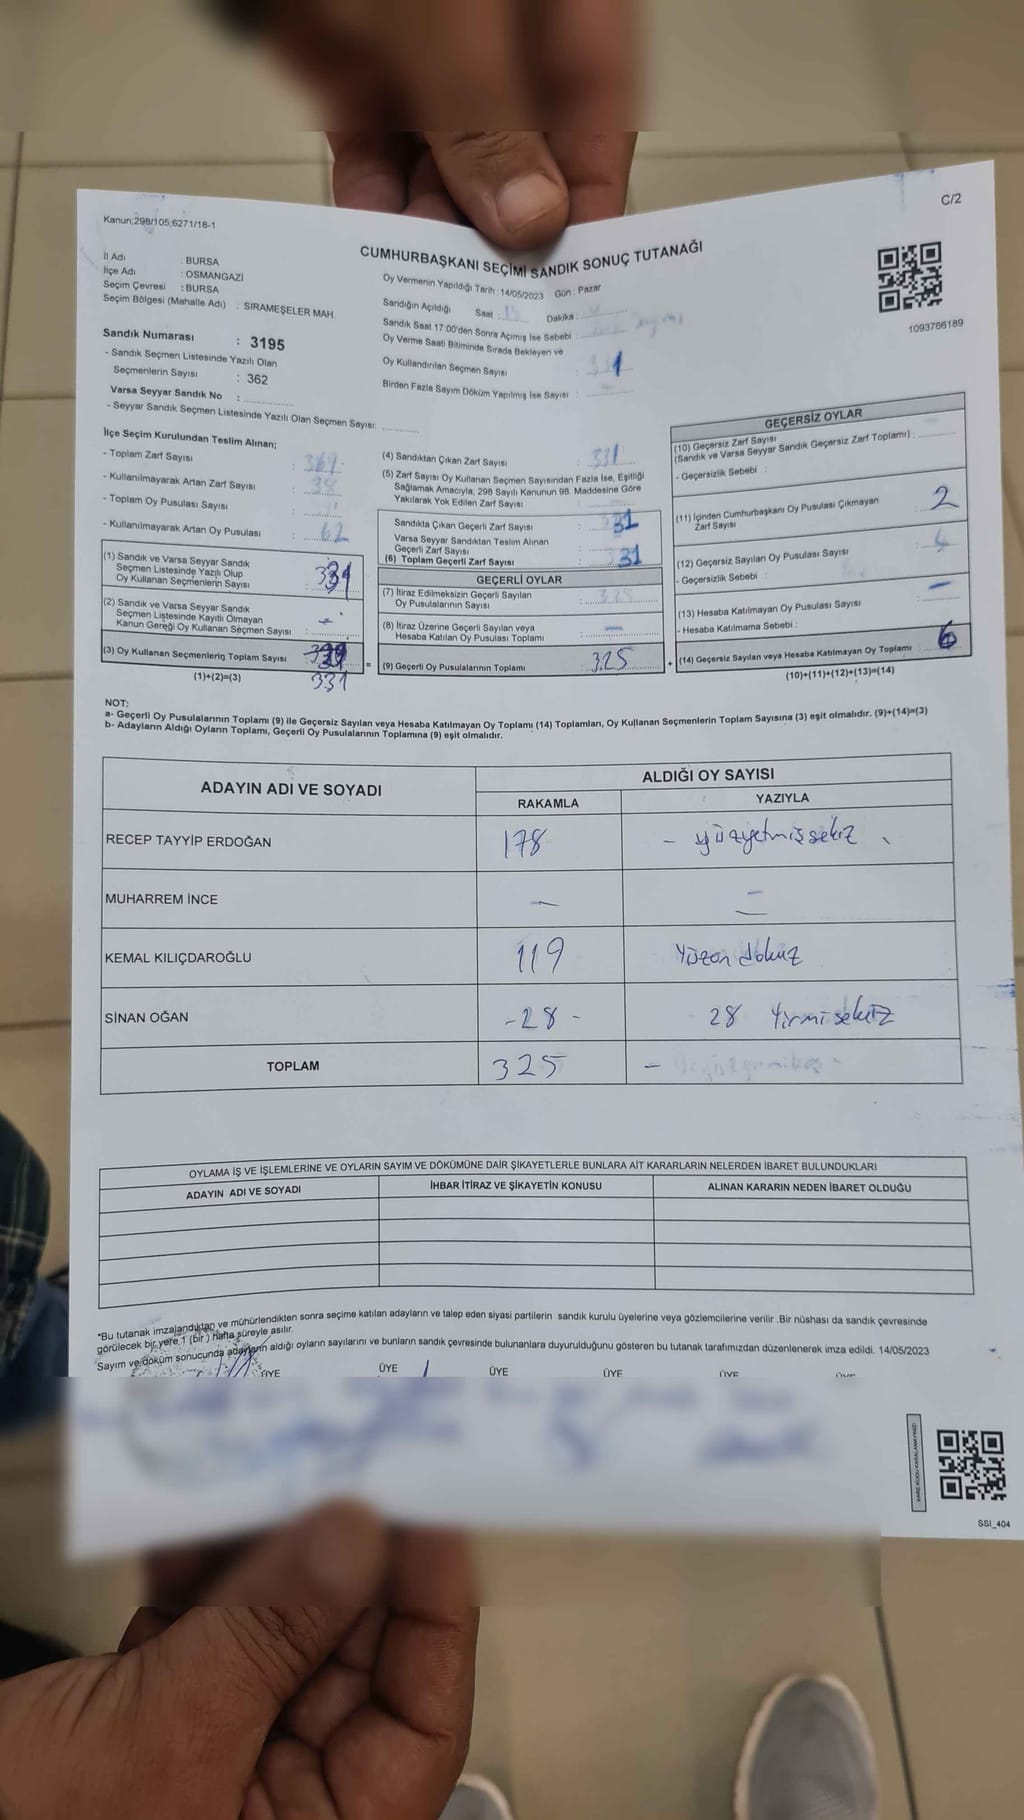 Kanun;298/105;6271/18-1
C/2
CUMHURBAŞKANI SEÇİMİ SANDIK SONUÇ TUTANAĞI
İl Adı : BURSA
İlçe Adı : OSMANGAZİ
Seçim Çevresi : BURSA
Seçim Bölgesi (Mahalle Adı) : SIRAMEŞELER MAH.
Oy Vermenin Yapıldığı Tarih : 14/05/2023 Gün : Pazar
Sandığın Açıldığı Saat : Dakika :
Sandık Saat 17:00'den Sonra Açımış İse Sebebi :
Oy Verme Saati Bitiminde Sırada Bekleyen ve
Oy Kullandırılan Seçmen Sayısı :
Birden Fazla Sayım Döküm Yapılmış İse Sayısı :
1093766189
Sandık Numarası : 3195
- Sandık Seçmen Listesinde Yazılı Olan
Seçmenlerin Sayısı : 362
Varsa Seyyar Sandık No :
- Seyyar Sandık Seçmen Listesinde Yazılı Olan Seçmen Sayısı:
İlçe Seçim Kurulundan Teslim Alınan;
- Toplam Zarf Sayısı : 369
- Kullanılmayarak Artan Zarf Sayısı : 38
- Toplam Oy Pusulası Sayısı :
- Kullanılmayarak Artan Oy Pusulası : 62
(1) Sandık ve Varsa Seyyar Sandık
Seçmen Listesinde Yazılı Olup
Oy Kullanan Seçmenlerin Sayısı : 331
(2) Sandık ve Varsa Seyyar Sandık
Seçmen Listesinde Kayıtlı Olmayan
Kanun Gereği Oy Kullanan Seçmen Sayısı : -
(3) Oy Kullanan Seçmenlerin Toplam Sayısı
331
(1)+(2)=(3)
(4) Sandıktan Çıkan Zarf Sayısı : 331
(5) Zarf Sayısı Oy Kullanan Seçmen Sayısından Fazla İse, Eşitliği
Sağlamak Amacıyla; 298 Sayılı Kanunun 98. Maddesine Göre
Yakılarak Yok Edilen Zarf Sayısı :
Sandıkta Çıkan Geçerli Zarf Sayısı : 331
Varsa Seyyar Sandıktan Teslim Alınan
Geçerli Zarf Sayısı :
(6) Toplam Geçerli Zarf Sayısı : 331
GEÇERLİ OYLAR
(7) İtiraz Edilmeksizin Geçerli Sayılan
Oy Pusulalarının Sayısı : 325
(8) İtiraz Üzerine Geçerli Sayılan veya
Hesaba Katılan Oy Pusulası Toplamı : -
= (9) Geçerli Oy Pusulalarının Toplamı : 325
GEÇERSİZ OYLAR
(10) Geçersiz Zarf Sayısı
(Sandık ve Varsa Seyyar Sandık Geçersiz Zarf Toplamı) :
- Geçersizlik Sebebi :
(11) İçinden Cumhurbaşkanı Oy Pusulası Çıkmayan
Zarf Sayısı : 2
(12) Geçersiz Sayılan Oy Pusulası Sayısı : 4
- Geçersizlik Sebebi :
(13) Hesaba Katılmayan Oy Pusulası Sayısı : -
- Hesaba Katılmama Sebebi :
+ (14) Geçersiz Sayılan veya Hesaba Katılmayan Oy Toplamı : 6
(10)+(11)+(12)+(13)=(14)
NOT:
a- Geçerli Oy Pusulalarının Toplamı (9) ile Geçersiz Sayılan veya Hesaba Katılmayan Oy Toplamı (14) Toplamları, Oy Kullanan Seçmenlerin Toplam Sayısına (3) eşit olmalıdır. (9)+(14)=(3)
b- Adayların Aldığı Oyların Toplamı, Geçerli Oy Pusulalarının Toplamına (9) eşit olmalıdır.
ADAYIN ADI VE SOYADI
ALDIĞI OY SAYISI
RAKAMLA YAZIYLA
RECEP TAYYİP ERDOĞAN 178 - yüzyetmişsekiz
MUHARREM İNCE - =
KEMAL KILIÇDAROĞLU 119 Yüzon dokuz
SİNAN OĞAN -28- 28 Yirmisekiz
TOPLAM 325 -
OYLAMA İŞ VE İŞLEMLERİNE VE OYLARIN SAYIM VE DÖKÜMÜNE DAİR ŞİKAYETLERLE BUNLARA AİT KARARLARIN NELERDEN İBARET BULUNDUKLARI
ADAYIN ADI VE SOYADI İHBAR İTİRAZ VE ŞİKAYETİN KONUSU ALINAN KARARIN NEDEN İBARET OLDUĞU
*Bu tutanak imzalandıktan ve mühürlendikten sonra seçime katılan adayların ve talep eden siyasi partilerin sandık kurulu üyelerine veya gözlemcilerine verilir .Bir nüshası da sandık çevresinde
görülecek bir yere 1 (bir ) hafta süreyle asılır.
Sayım ve döküm sonucunda adayların aldığı oyların sayılarını ve bunların sandık çevresinde bulunanlara duyurulduğunu gösteren bu tutanak tarafımızdan düzenlenerek imza edildi. 14/05/2023
ÜYE ÜYE ÜYE ÜYE ÜYE
SSI_404